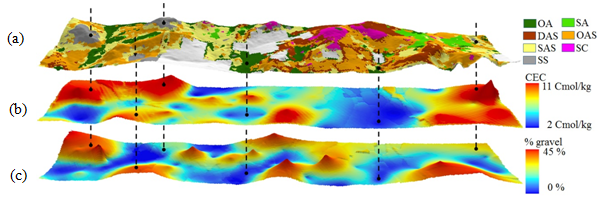 (a)
OA SA
DAS OAS
SAS SC
SS
CEC
(b)
11 Cmol/kg
2 Cmol/kg
% gravel
(c)
45 %
0 %